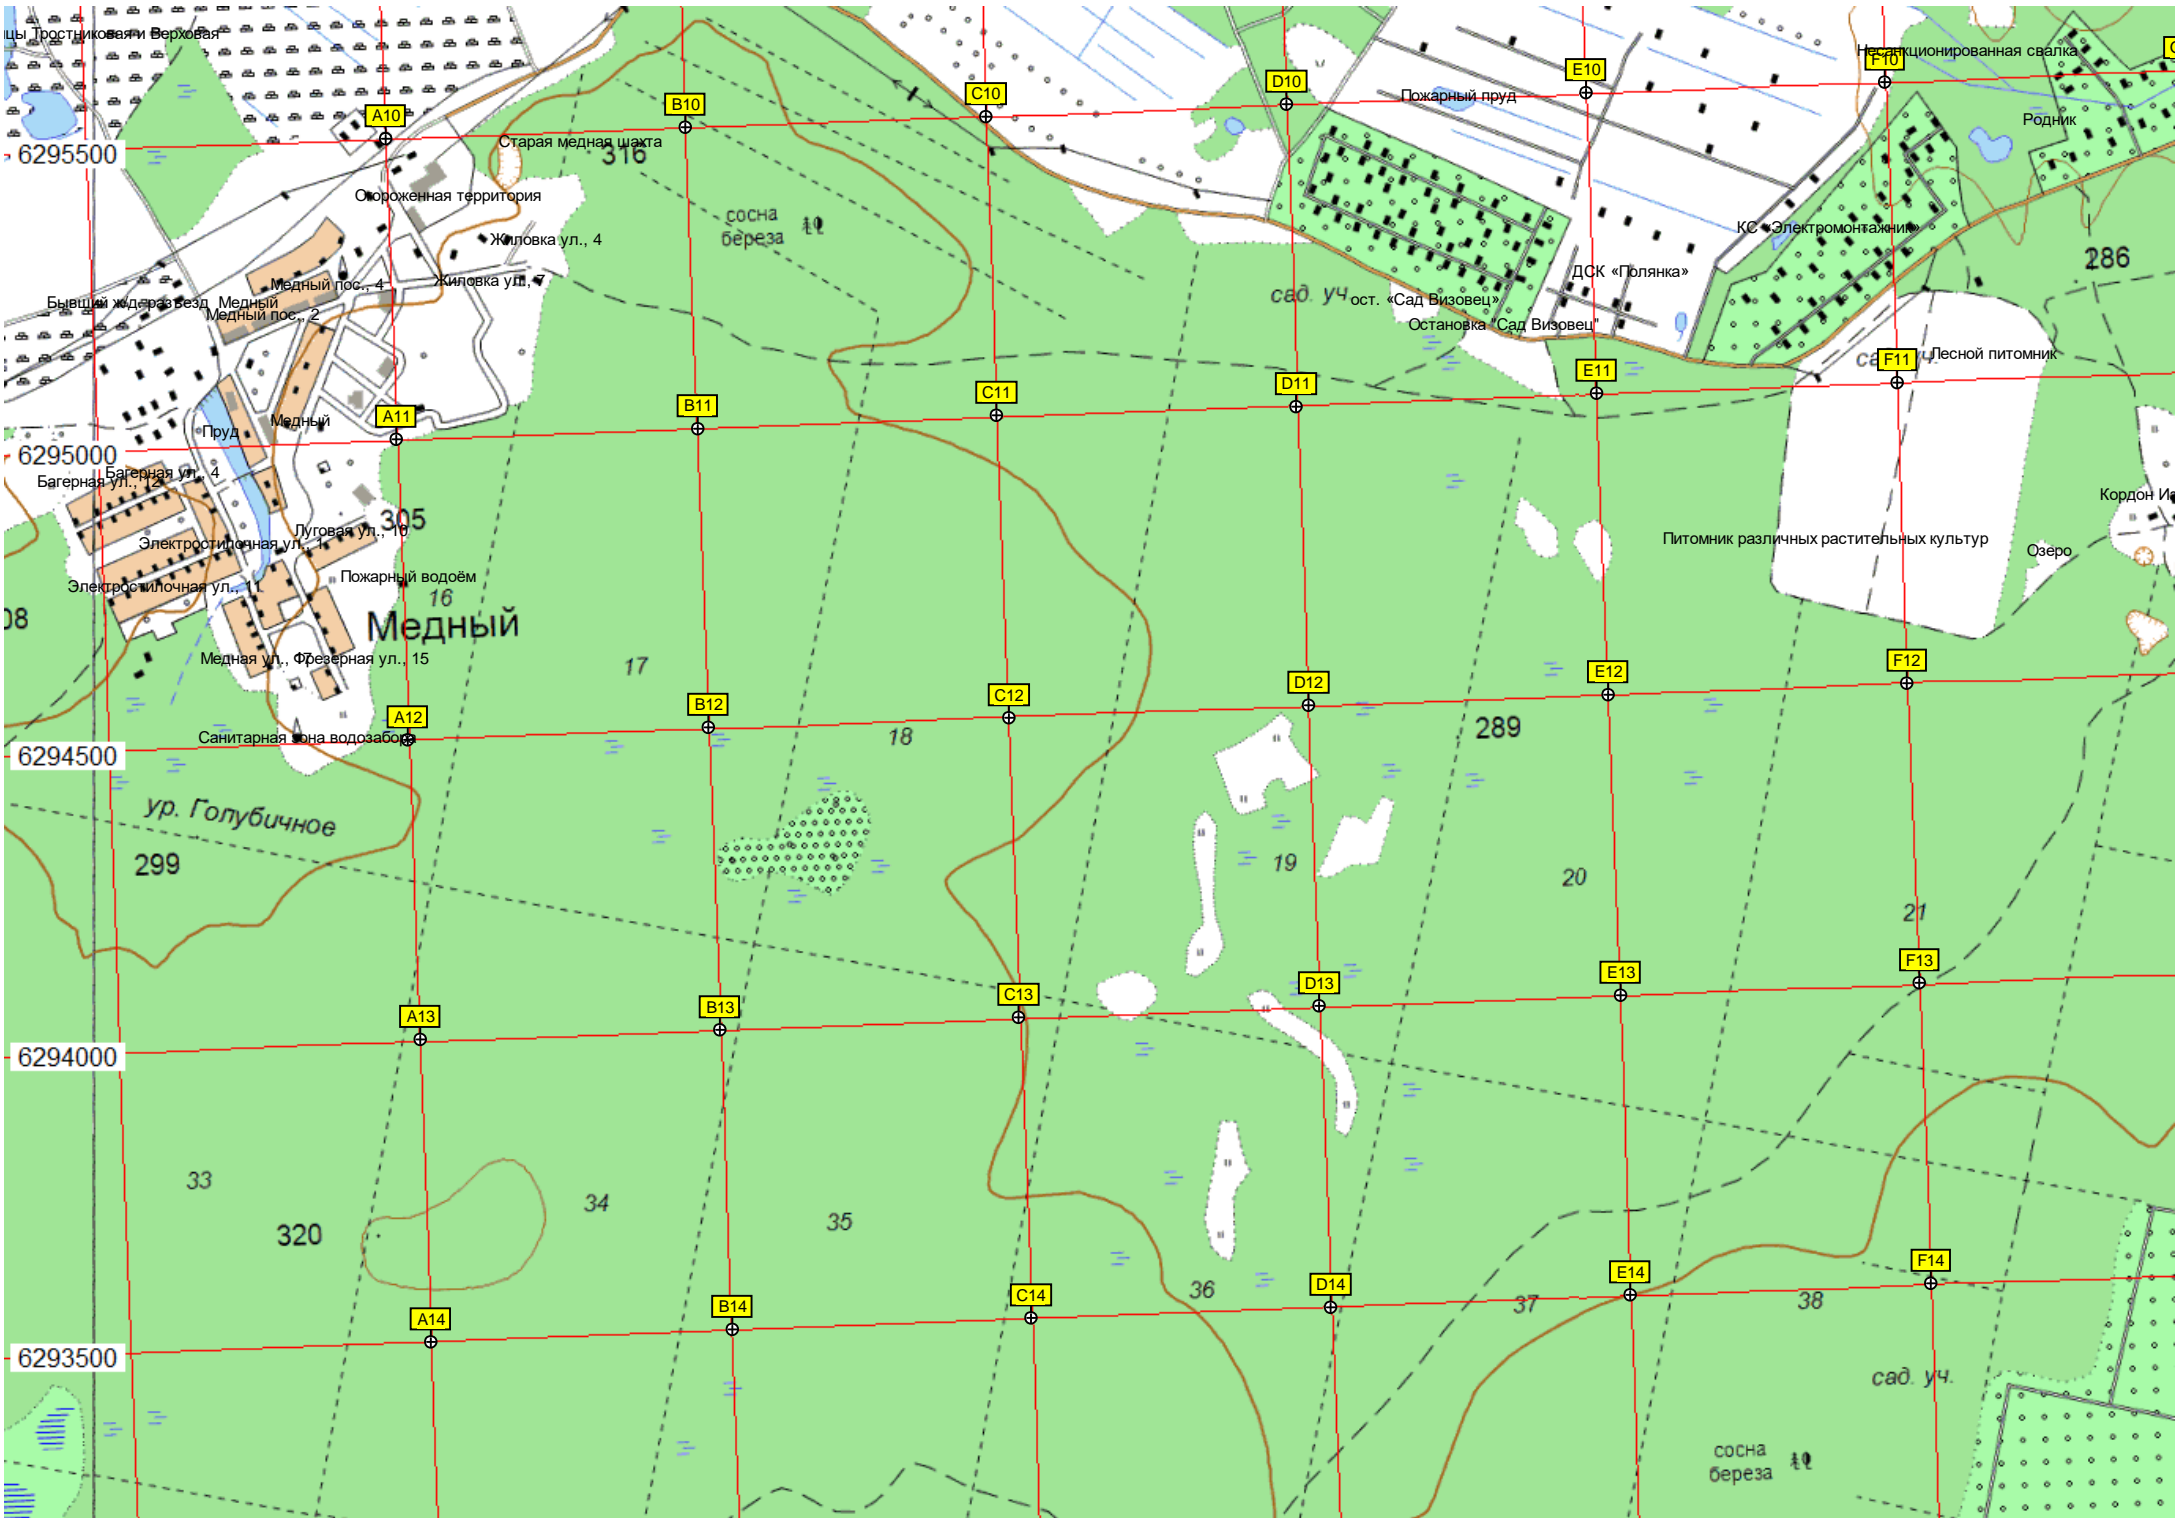 цы Тростниковая и Верховая
Несанкционированная свалка
A10
B10
C10
D10
E10
F10
Пожарный пруд
Родник
6295500
Старая медная шахта
316
Огороженная территория
сосна
береза
КС «Электромонтажник»
Жиловка ул., 4
286
Жиловка ул., 7
Медный пос., 4
ДСК «Полянка»
сад. уч.
ост. «Сад Визовец»
Бывший ж/д разъезд Медный
Медный пос., 2
Остановка "Сад Визовец"
сад. уч.
Лесной питомник
A11
B11
C11
D11
E11
F11
Медный
Пруд
6295000
Багерная ул., 4
Багерная ул., 12
Кордон Из
305
Луговая ул., 10
Электростилочная ул., 1
Питомник различных растительных культур
Озеро
Пожарный водоём
Электростилочная ул., 11
16
08
Медный
Медная ул., 17
Фрезерная ул., 15
17
A12
B12
C12
D12
E12
F12
289
18
Санитарная зона водозабора
6294500
ур. Голубичное
299
19
20
21
A13
B13
C13
D13
E13
F13
6294000
33
34
35
320
36
37
38
A14
B14
C14
D14
E14
F14
6293500
сад. уч.
сосна
береза